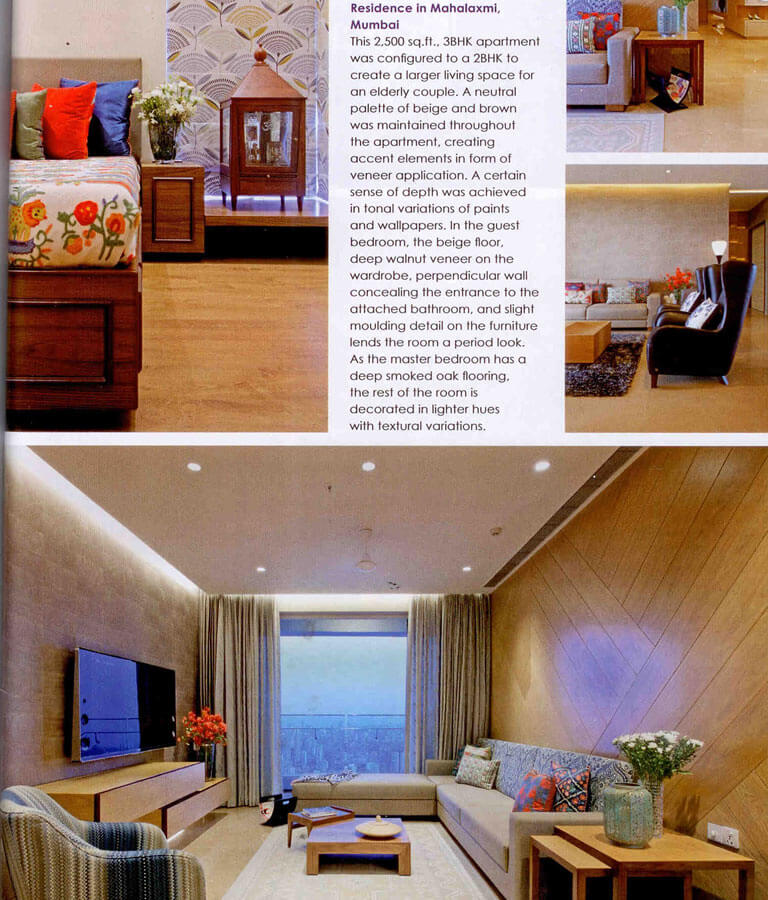 Residence in Mahalaxmi,
Mumbai
This 2,500 sq.ft., 3BHK apartment
was configured to a 2BHK to
create a larger living space for
an elderly couple. A neutral
palette of beige and brown
was maintained throughout
the apartment, creating
accent elements in form of
veneer application. A certain
sense of depth was achieved
in tonal variations of paints
and wallpapers. In the guest
bedroom, the beige floor,
deep walnut veneer on the
wardrobe, perpendicular wall
concealing the entrance to the
attached bathroom, and slight
moulding detail on the furniture
lends the room a period look.
As the master bedroom has a
deep smoked oak flooring,
the rest of the room is
decorated in lighter hues
with textural variations.